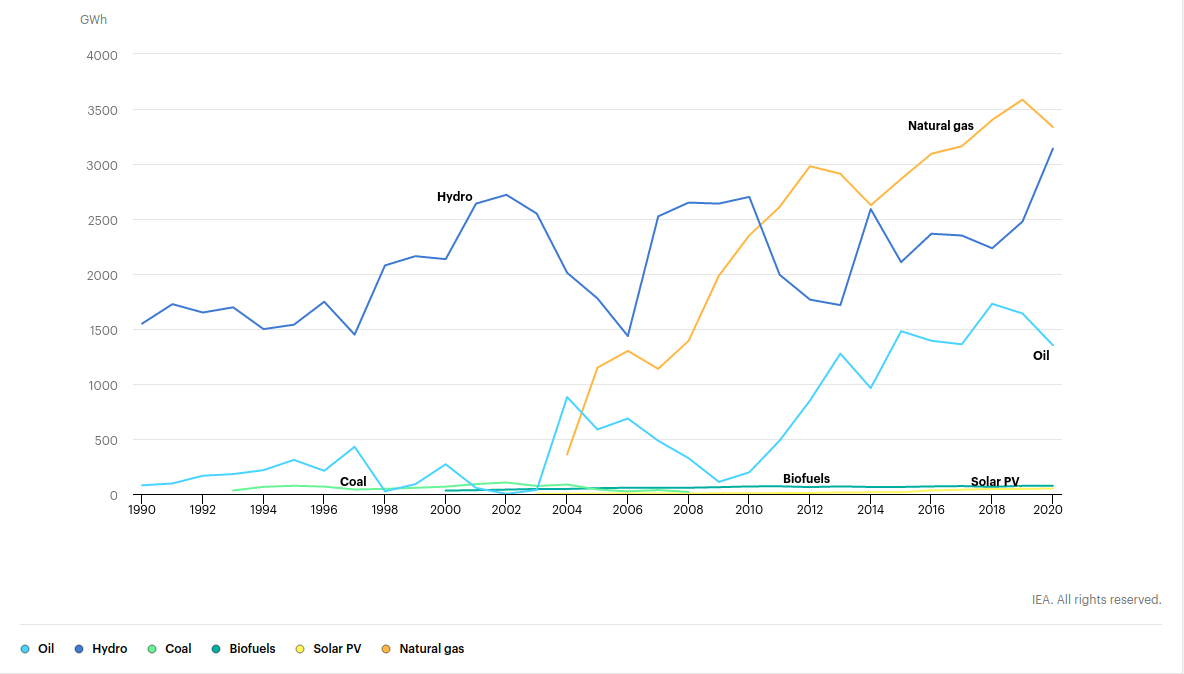 GWh
4000
3500
Natural gas
3000
Hydro
2500
2000
1500
Oil
1000
500
Coal
Biofuels
Solar PV
0
1990 1992 1994 1996 1998 2000 2002 2004 2006 2008 2010 2012 2014 2016 2018 2020
IEA. All rights reserved.
Oil Hydro Coal Biofuels Solar PV Natural gas